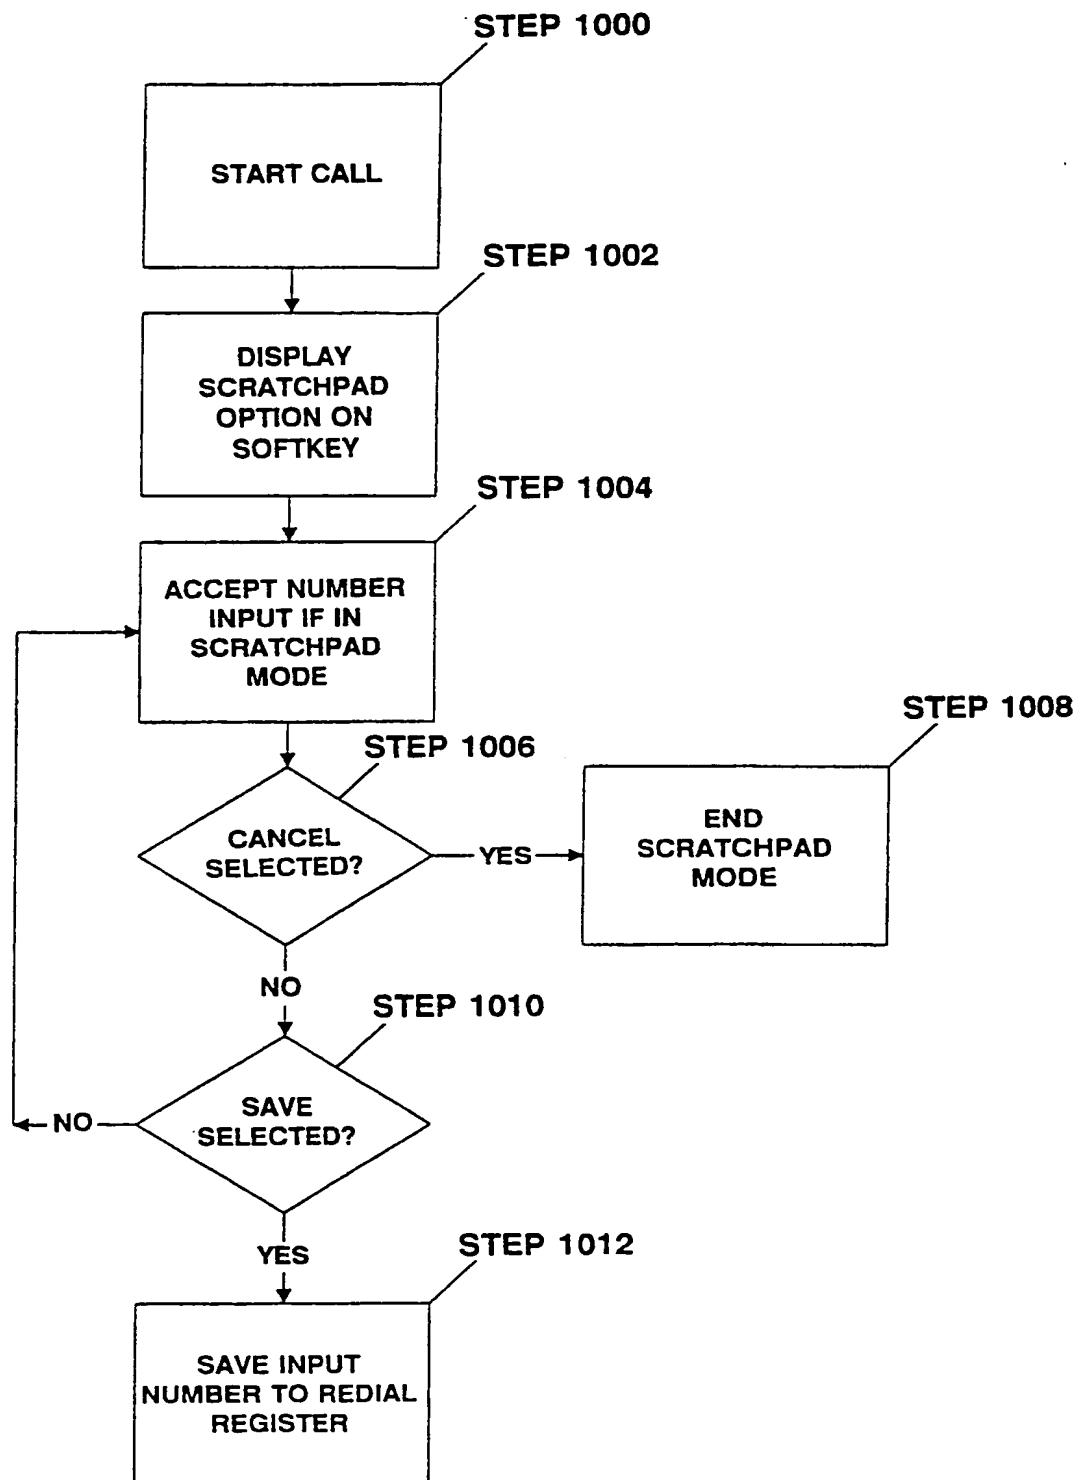 STEP 1000
START CALL
STEP 1002
DISPLAY
SCRATCHPAD
OPTION ON
SOFTKEY
STEP 1004
ACCEPT NUMBER
INPUT IF IN
SCRATCHPAD
MODE
STEP 1006
CANCEL
SELECTED?
YES
STEP 1008
END
SCRATCHPAD
MODE
NO
STEP 1010
SAVE
SELECTED?
NO
YES
STEP 1012
SAVE INPUT
NUMBER TO REDIAL
REGISTER